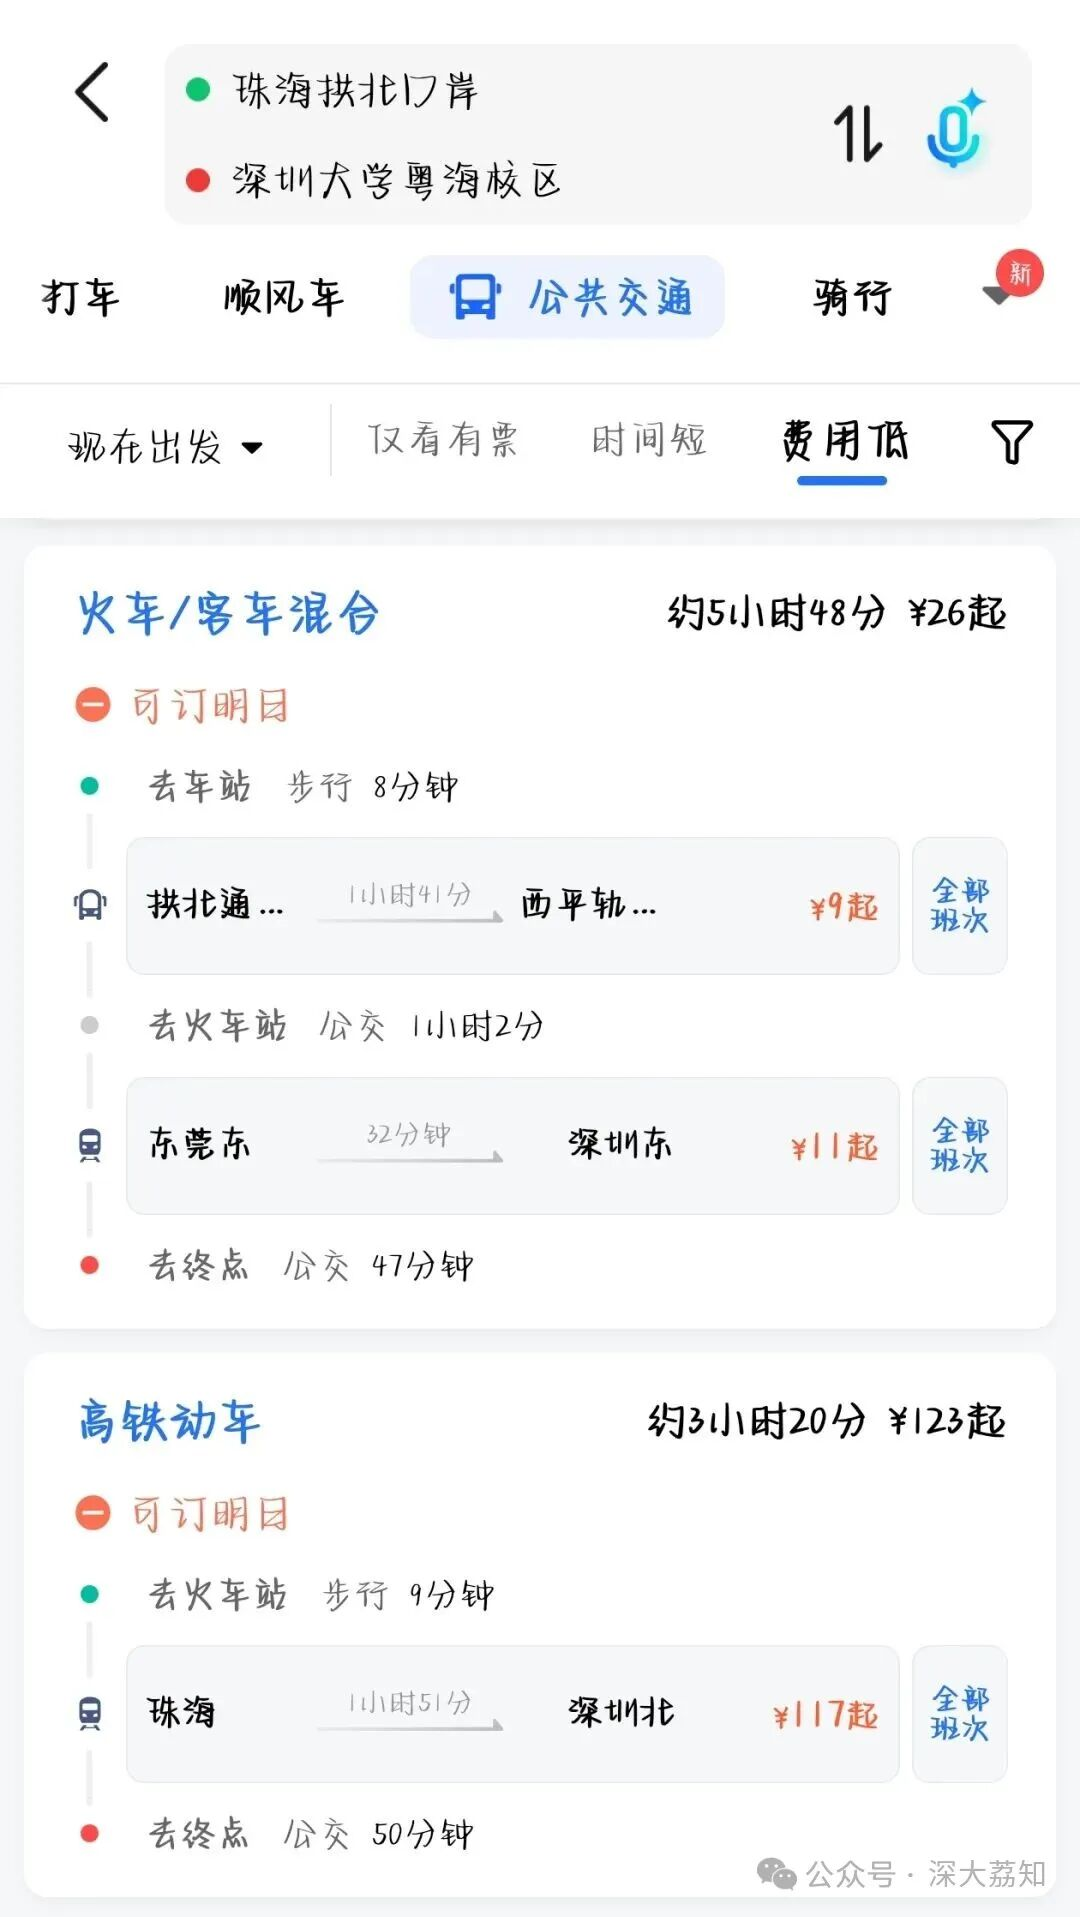 珠海拱北口岸
深圳大学粤海校区
打车 顺风车 公共交通 骑行 新
现在出发 仅看有票 时间短 费用低
火车/客车混合 约5小时48分 ¥26起
可订明日
去车站 步行 8分钟
拱北通... 1小时41分 西平轨... ¥9起 全部班次
去火车站 公交 1小时2分
东莞东 32分钟 深圳东 ¥11起 全部班次
去终点 公交 47分钟
高铁动车 约3小时20分 ¥123起
可订明日
去火车站 步行 9分钟
珠海 1小时51分 深圳北 ¥117起 全部班次
去终点 公交 50分钟
公众号 · 深大荔知